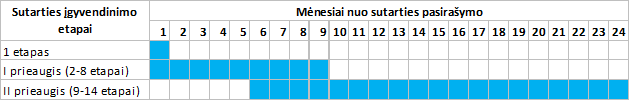 Sutarties įgyvendinimo etapai
Mėnesiai nuo sutarties pasirašymo
1 2 3 4 5 6 7 8 9 10 11 12 13 14 15 16 17 18 19 20 21 22 23 24
1 etapas
I prieaugis (2-8 etapai)
II prieaugis (9-14 etapai)